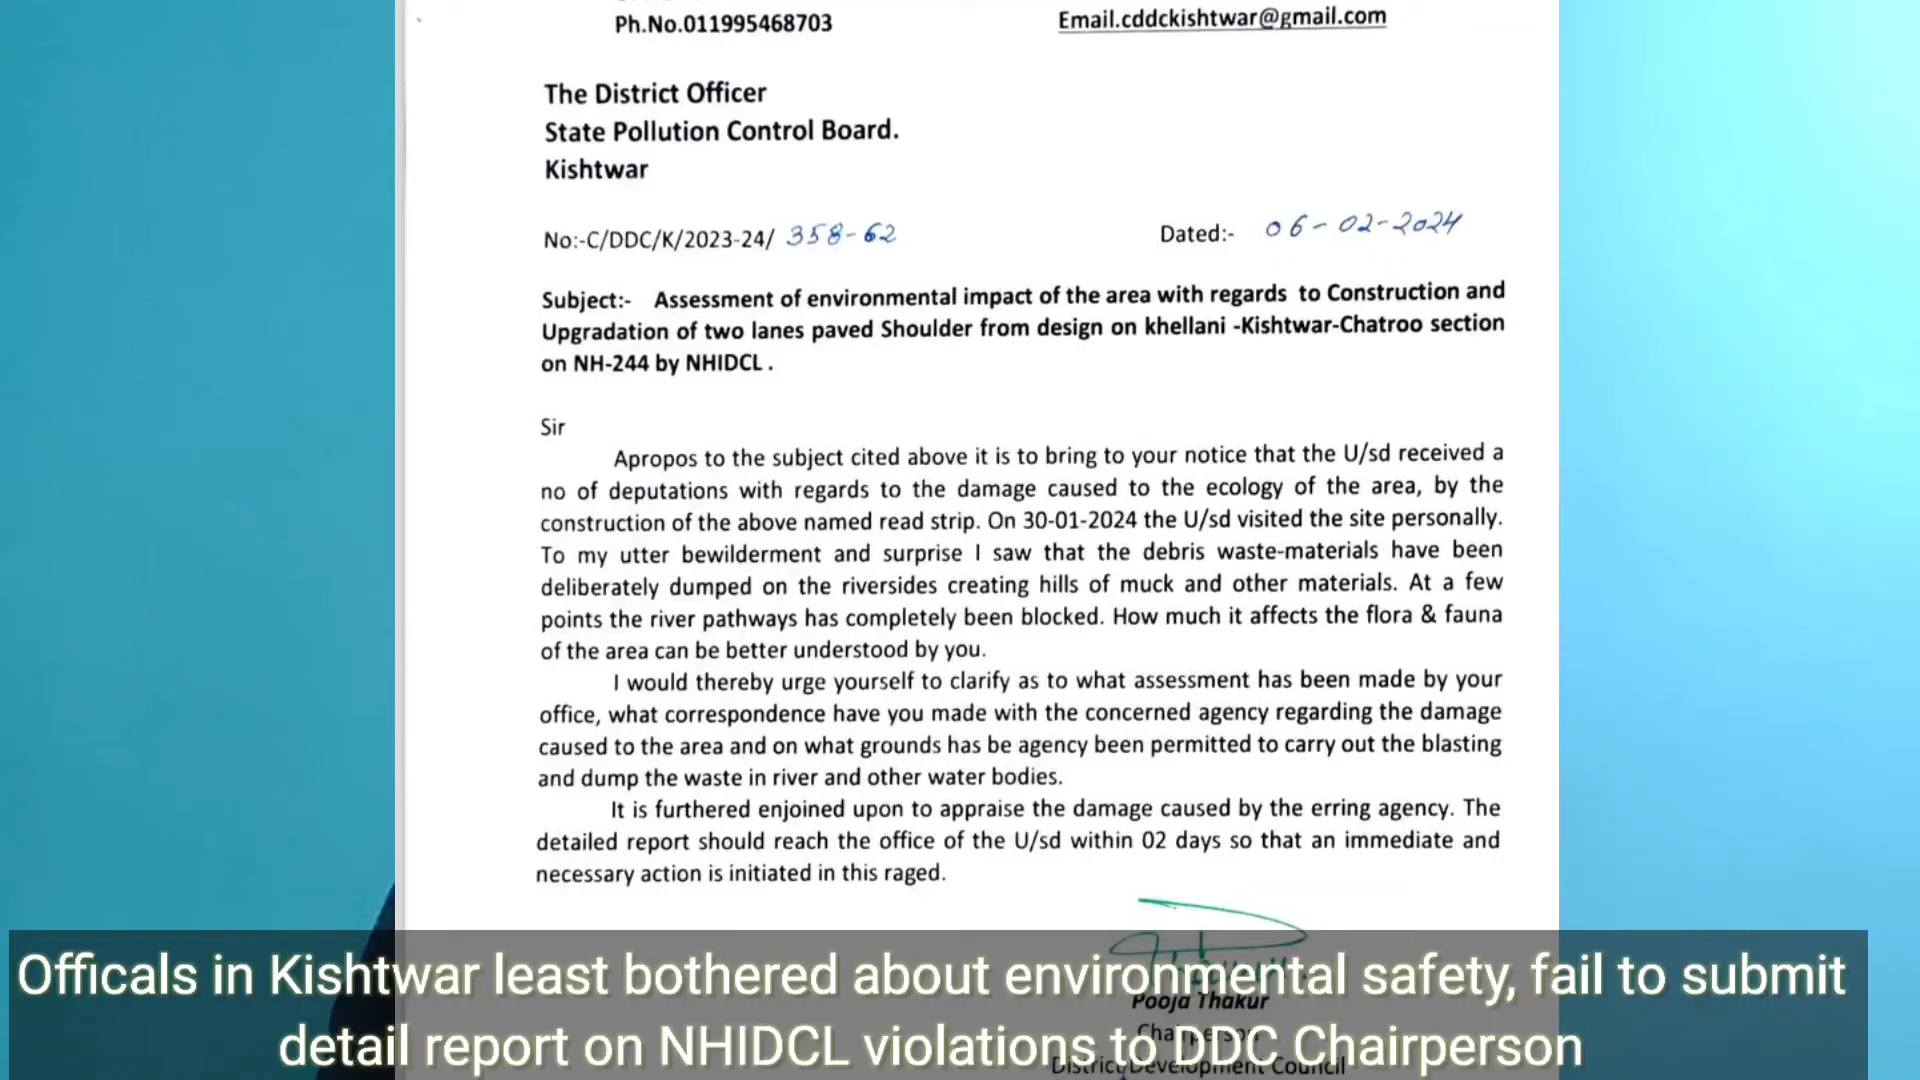 Ph.No.011995468703
Email.cddckishtwar@gmail.com
The District Officer
State Pollution Control Board.
Kishtwar
No:-C/DDC/K/2023-24/ 358-62
Dated:- 06-02-2024
Subject:- Assessment of environmental impact of the area with regards to Construction and
Upgradation of two lanes paved Shoulder from design on khellani -Kishtwar-Chatroo section
on NH-244 by NHIDCL .
Sir
Apropos to the subject cited above it is to bring to your notice that the U/sd received a
no of deputations with regards to the damage caused to the ecology of the area, by the
construction of the above named read strip. On 30-01-2024 the U/sd visited the site personally.
To my utter bewilderment and surprise I saw that the debris waste-materials have been
deliberately dumped on the riversides creating hills of muck and other materials. At a few
points the river pathways has completely been blocked. How much it affects the flora & fauna
of the area can be better understood by you.
I would thereby urge yourself to clarify as to what assessment has been made by your
office, what correspondence have you made with the concerned agency regarding the damage
caused to the area and on what grounds has be agency been permitted to carry out the blasting
and dump the waste in river and other water bodies.
It is furthered enjoined upon to appraise the damage caused by the erring agency. The
detailed report should reach the office of the U/sd within 02 days so that an immediate and
necessary action is initiated in this raged.
Pooja Thakur
Chairperson
District Development Council
Officals in Kishtwar least bothered about environmental safety, fail to submit
detail report on NHIDCL violations to DDC Chairperson